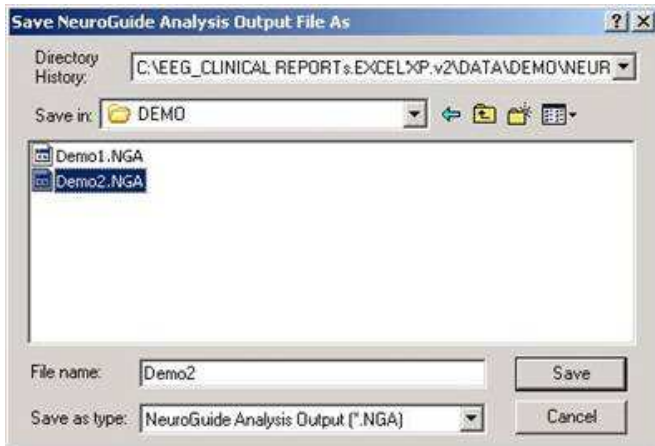 Save NeuroGuide Analysis Output File As
Directory History: C:\EEG_CLINICAL REPORTs.EXCEL\XP.v2\DATA\DEMO\NEUR
Save in: DEMO
Demo1.NGA
Demo2.NGA
File name: Demo2 Save
Save as type: NeuroGuide Analysis Output (*.NGA) Cancel